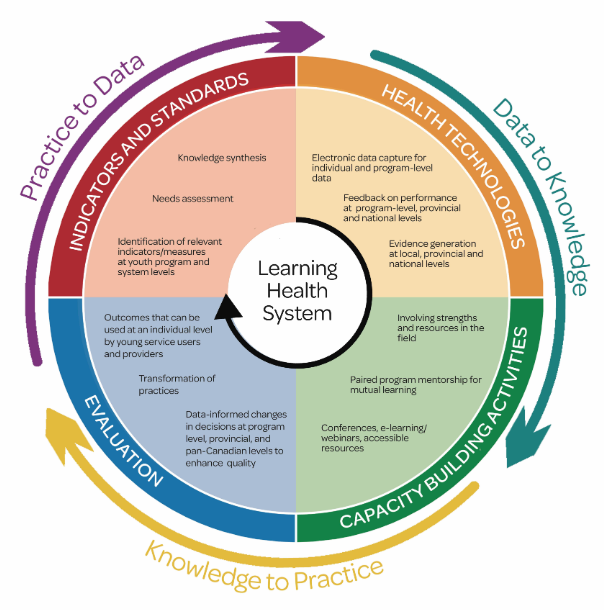 Practice to Data
Data to Knowledge
Knowledge to Practice
INDICATORS AND STANDARDS
Knowledge synthesis
Needs assessment
Identification of relevant
indicators/measures
at youth program and
system levels
HEALTH TECHNOLOGIES
Electronic data capture for
individual and program-level
data
Feedback on performance
at program-level, provincial
and national levels
Evidence generation
at local, provincial and
national levels
Learning
Health
System
EVALUATION
Outcomes that can be
used at an individual level
by young service users
and providers
Transformation of
practices
Data-informed changes
in decisions at program
level, provincial, and
pan-Canadian levels to
enhance quality
CAPACITY BUILDING ACTIVITIES
Involving strengths
and resources in the
field
Paired program mentorship for
mutual learning
Conferences, e-learning/
webinars, accessible
resources